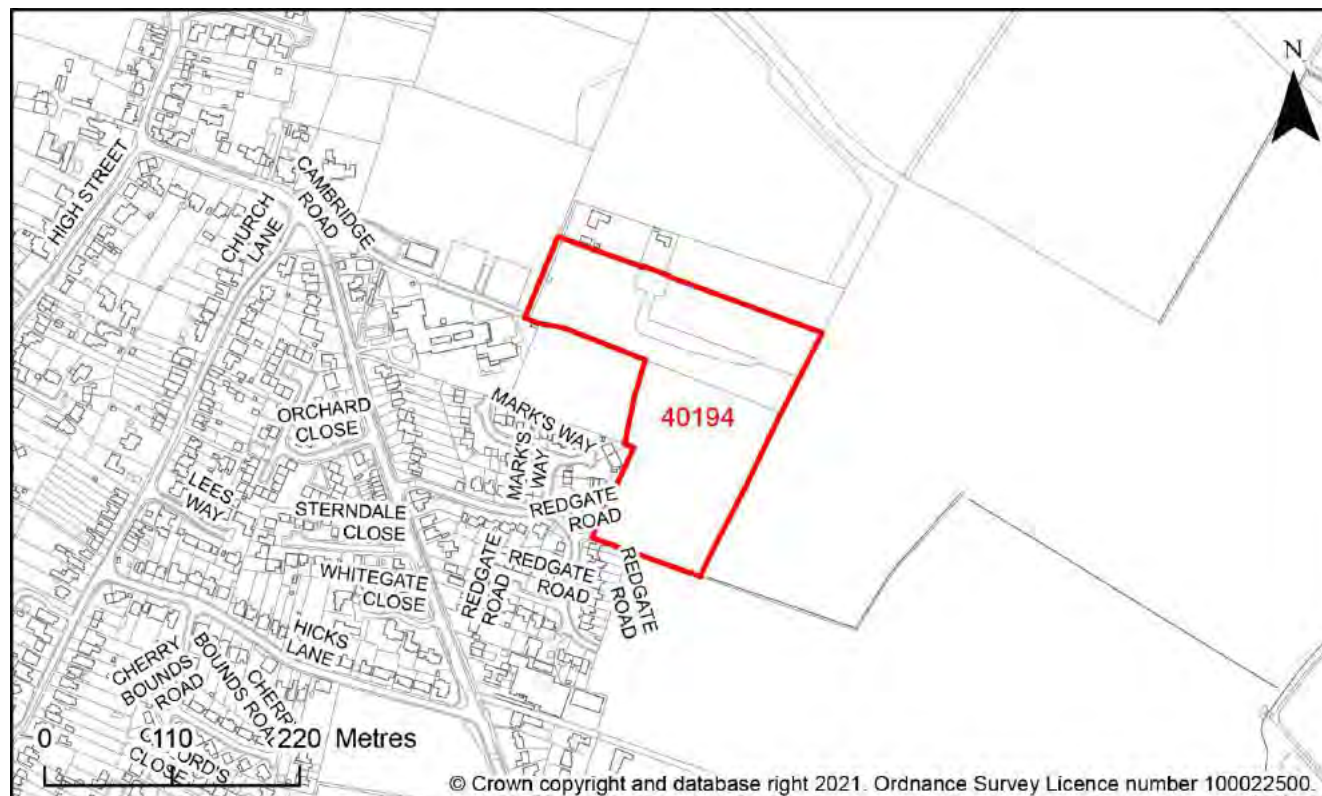 N
HIGH STREET
CHURCH
LANE
CAMBRIDGE
ROAD
40194
MARK'S WAY
MARK'S
WAY
ORCHARD
CLOSE
LEES
WAY
STERNDALE
CLOSE
REDGATE
ROAD
REDGATE
ROAD
REDGATE
ROAD
REDGATE
ROAD
WHITEGATE
CLOSE
HICKS
LANE
CHERRY
BOUNDS
ROAD
CHERRY
BOUNDS ROAD
CLOSE
0 110 220 Metres
© Crown copyright and database right 2021. Ordnance Survey Licence number 100022500.